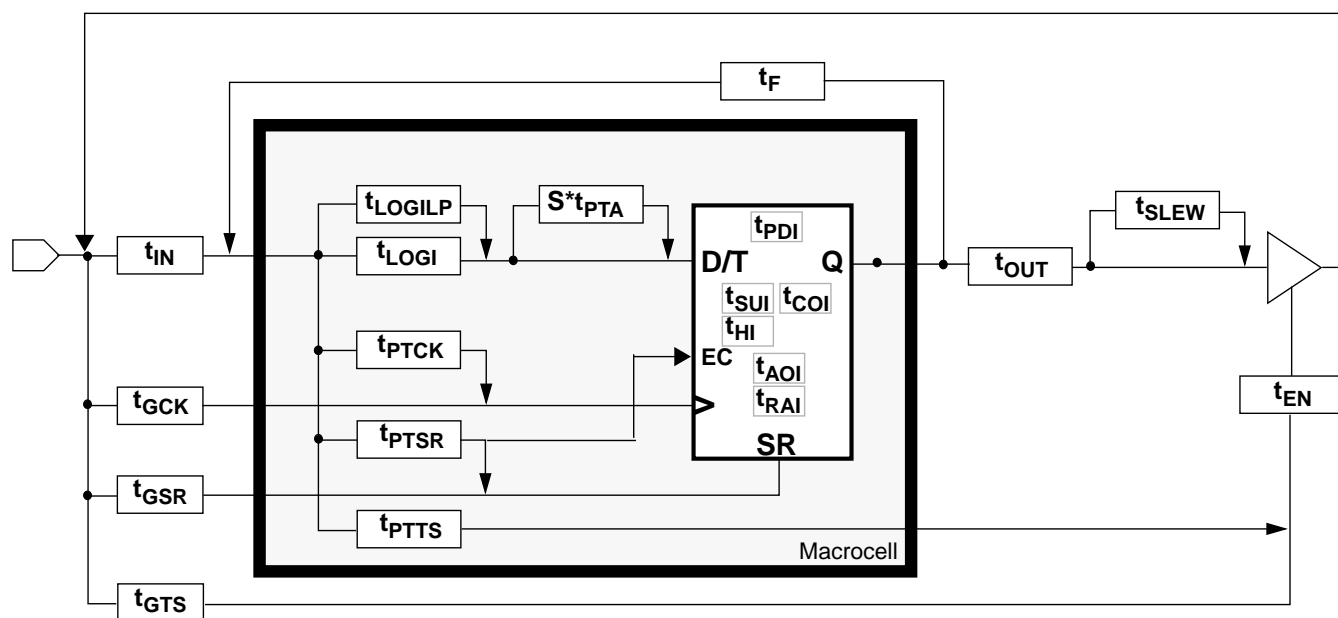 tF
tLOGILP
S*tPTA
tSLEW
tPDI
tIN
tLOGI
D/T
Q
tOUT
tSUI
tCOI
tHI
tPTCK
EC
tAOI
tGCK
tRAI
tEN
>
tPTSR
SR
tGSR
tPTTS
Macrocell
tGTS